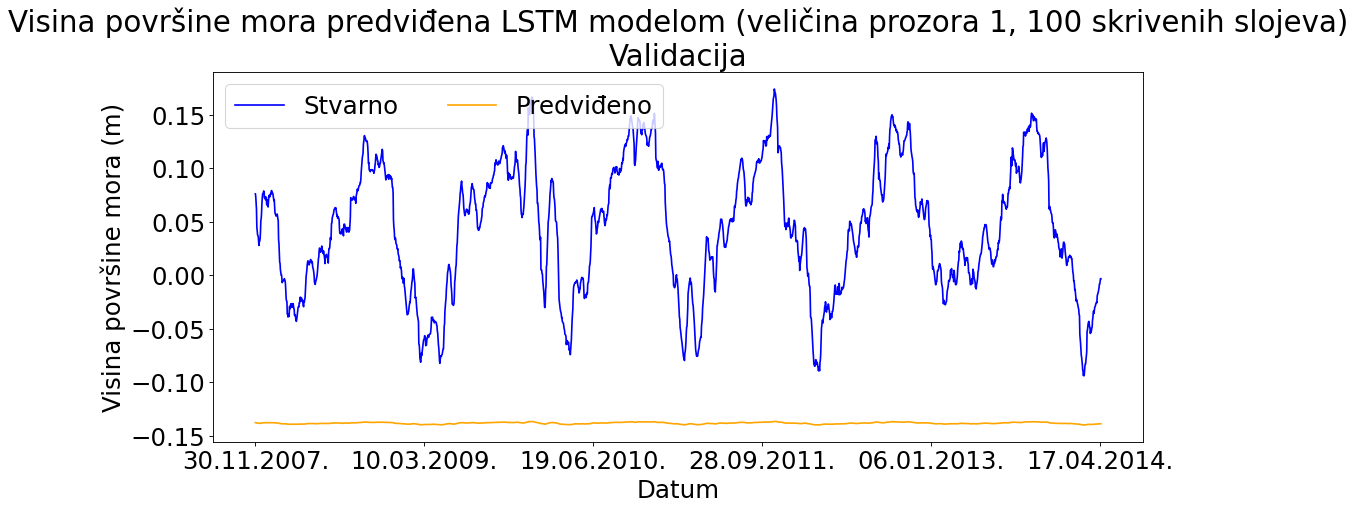 Visina površine mora predviđena LSTM modelom (veličina prozora 1, 100 skrivenih slojeva)
Validacija
Stvarno Predviđeno
Visina površine mora (m)
0.15
0.10
0.05
0.00
−0.05
−0.10
−0.15
30.11.2007. 10.03.2009. 19.06.2010. 28.09.2011. 06.01.2013. 17.04.2014.
Datum